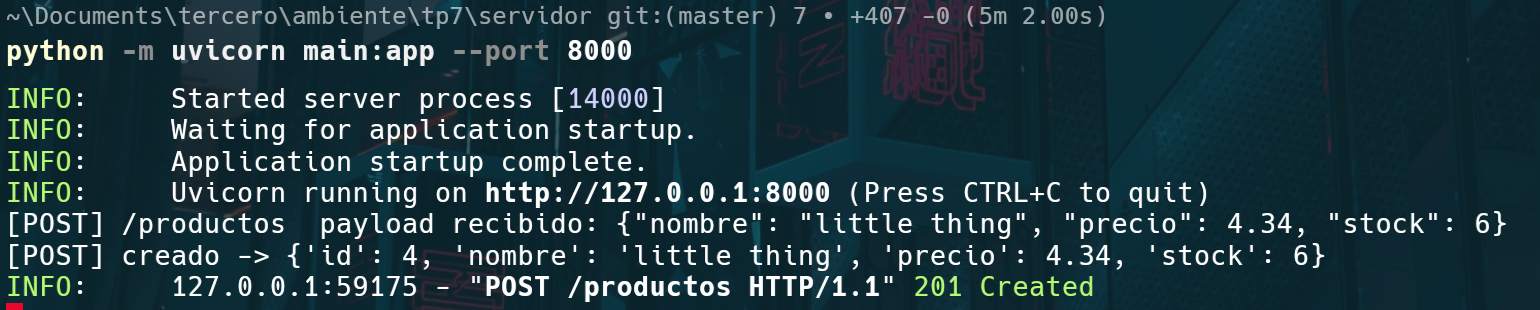 ~\Documents\tercero\ambiente\tp7\servidor git:(master) 7 • +407 -0 (5m 2.00s)
python -m uvicorn main:app --port 8000
INFO:     Started server process [14000]
INFO:     Waiting for application startup.
INFO:     Application startup complete.
INFO:     Uvicorn running on http://127.0.0.1:8000 (Press CTRL+C to quit)
[POST] /productos  payload recibido: {"nombre": "little thing", "precio": 4.34, "stock": 6}
[POST] creado -> {'id': 4, 'nombre': 'little thing', 'precio': 4.34, 'stock': 6}
INFO:     127.0.0.1:59175 - "POST /productos HTTP/1.1" 201 Created